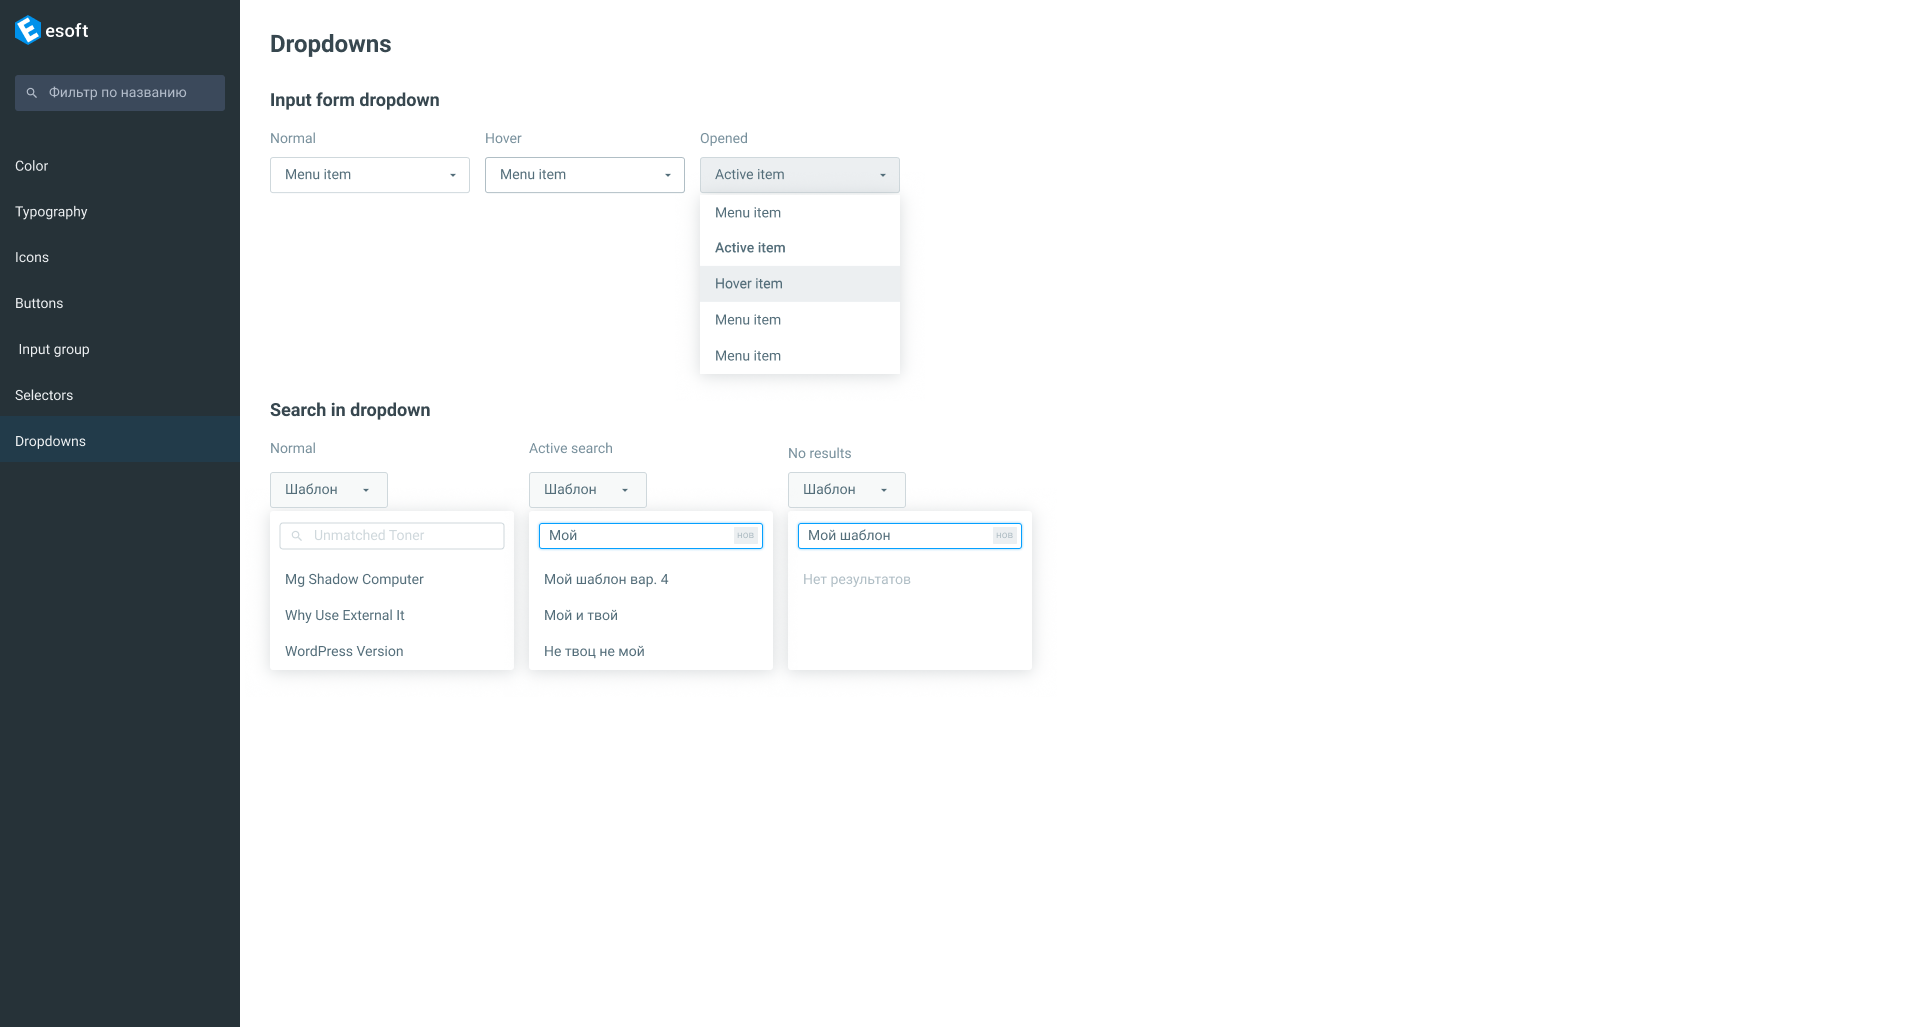 esoft
Фильтр по названию
Color
Typography
Icons
Buttons
Input group
Selectors
Dropdowns
Dropdowns
Input form dropdown
Normal
Menu item
Hover
Menu item
Opened
Active item
Menu item
Active item
Hover item
Menu item
Menu item
Search in dropdown
Normal
Шаблон
Unmatched Toner
Mg Shadow Computer
Why Use External It
WordPress Version
Active search
Шаблон
Мой
НОВ
Мой шаблон вар. 4
Мой и твой
Не твоц не мой
No results
Шаблон
Мой шаблон
НОВ
Нет результатов